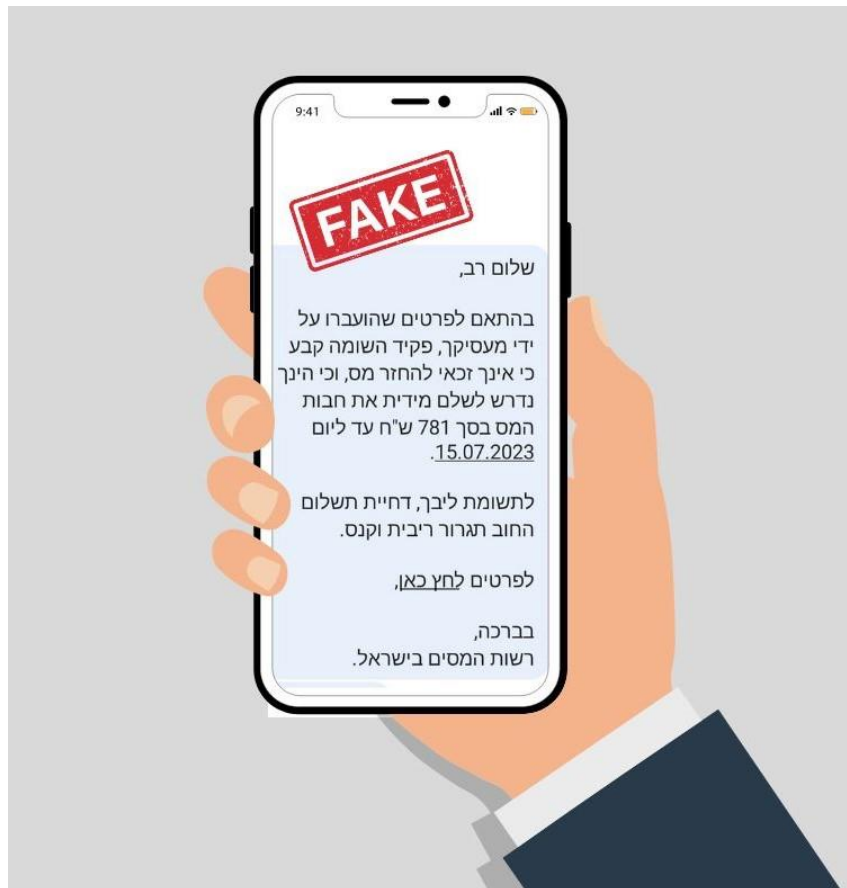 9:41
FAKE
שלום רב,
בהתאם לפרטים שהועברו על
ידי מעסיקך, פקיד השומה קבע
כי אינך זכאי להחזר מס, וכי הינך
נדרש לשלם מידית את חבות
המס בסך 781 ש"ח עד ליום
15.07.2023.
לתשומת ליבך, דחיית תשלום
החוב תגרור ריבית וקנס.
לפרטים לחץ כאן,
בברכה,
רשות המסים בישראל.